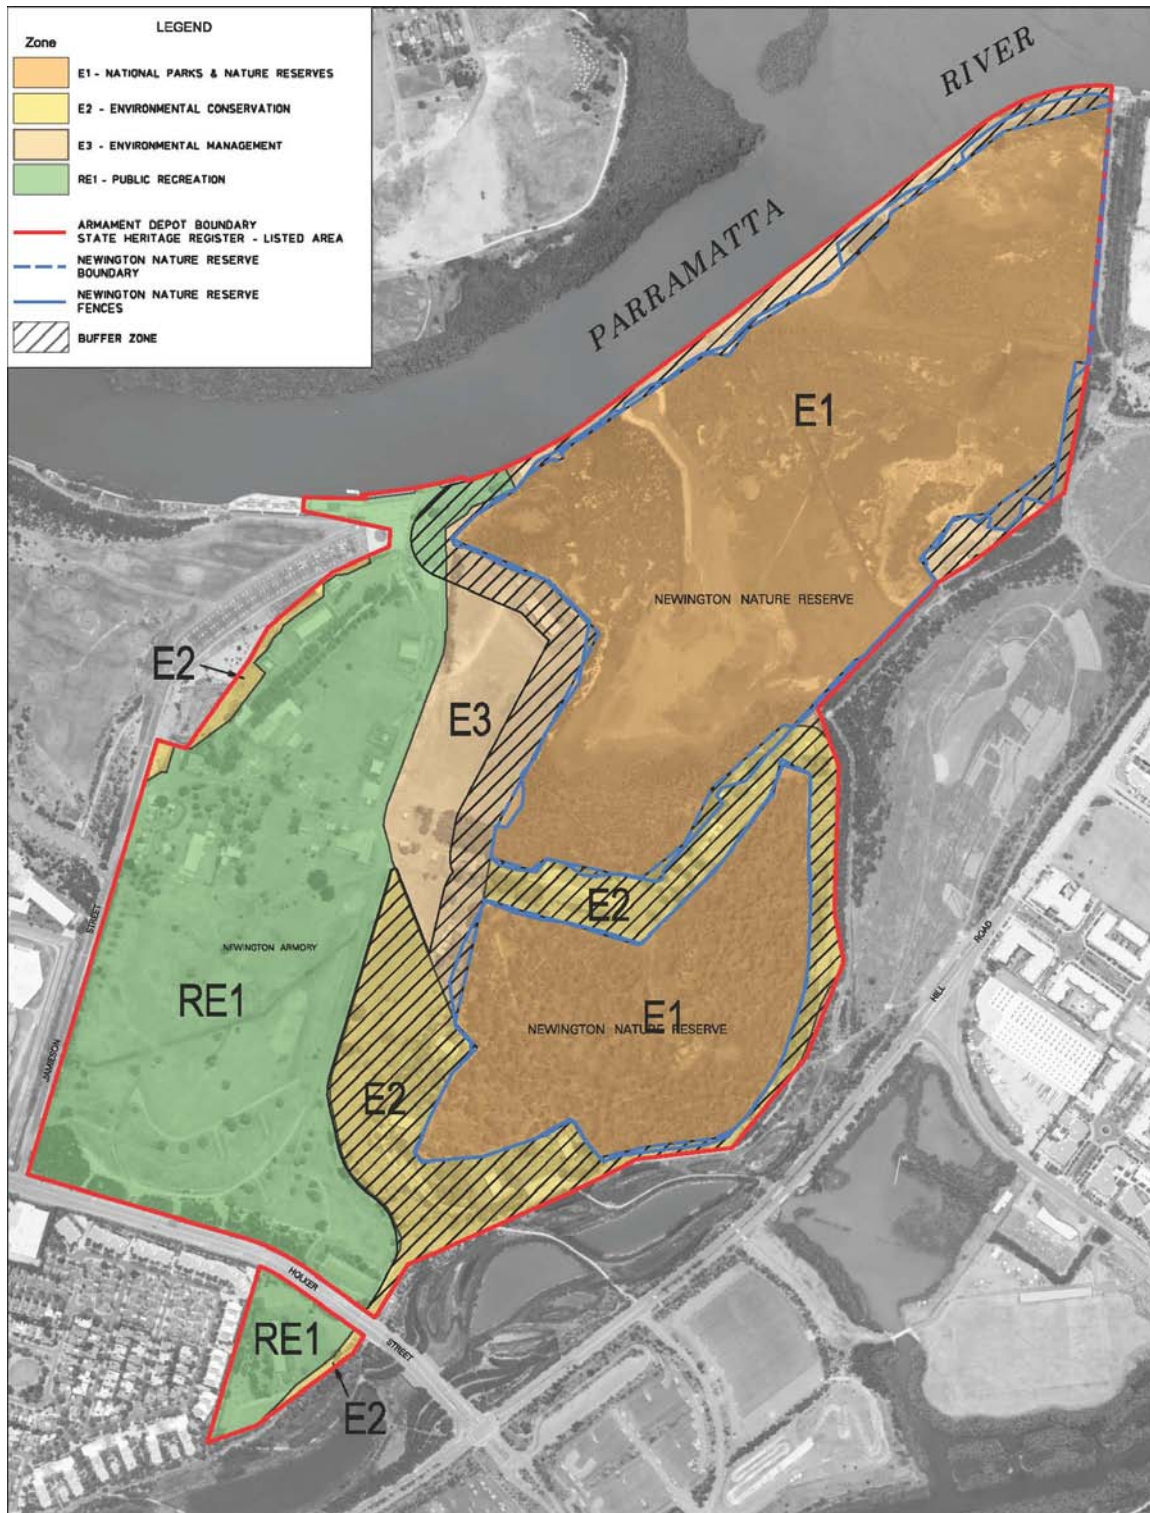 LEGEND
Zone
E1 - NATIONAL PARKS & NATURE RESERVES
E2 - ENVIRONMENTAL CONSERVATION
E3 - ENVIRONMENTAL MANAGEMENT
RE1 - PUBLIC RECREATION
ARMAMENT DEPOT BOUNDARY
STATE HERITAGE REGISTER - LISTED AREA
NEWINGTON NATURE RESERVE
BOUNDARY
NEWINGTON NATURE RESERVE
FENCES
BUFFER ZONE
PARRAMATTA RIVER
E1
NEWINGTON NATURE RESERVE
E2
E3
E2
NEWINGTON ARMORY
RE1
E1
NEWINGTON NATURE RESERVE
E2
JAMIESON STREET
HILL ROAD
HOLKER STREET
RE1
E2